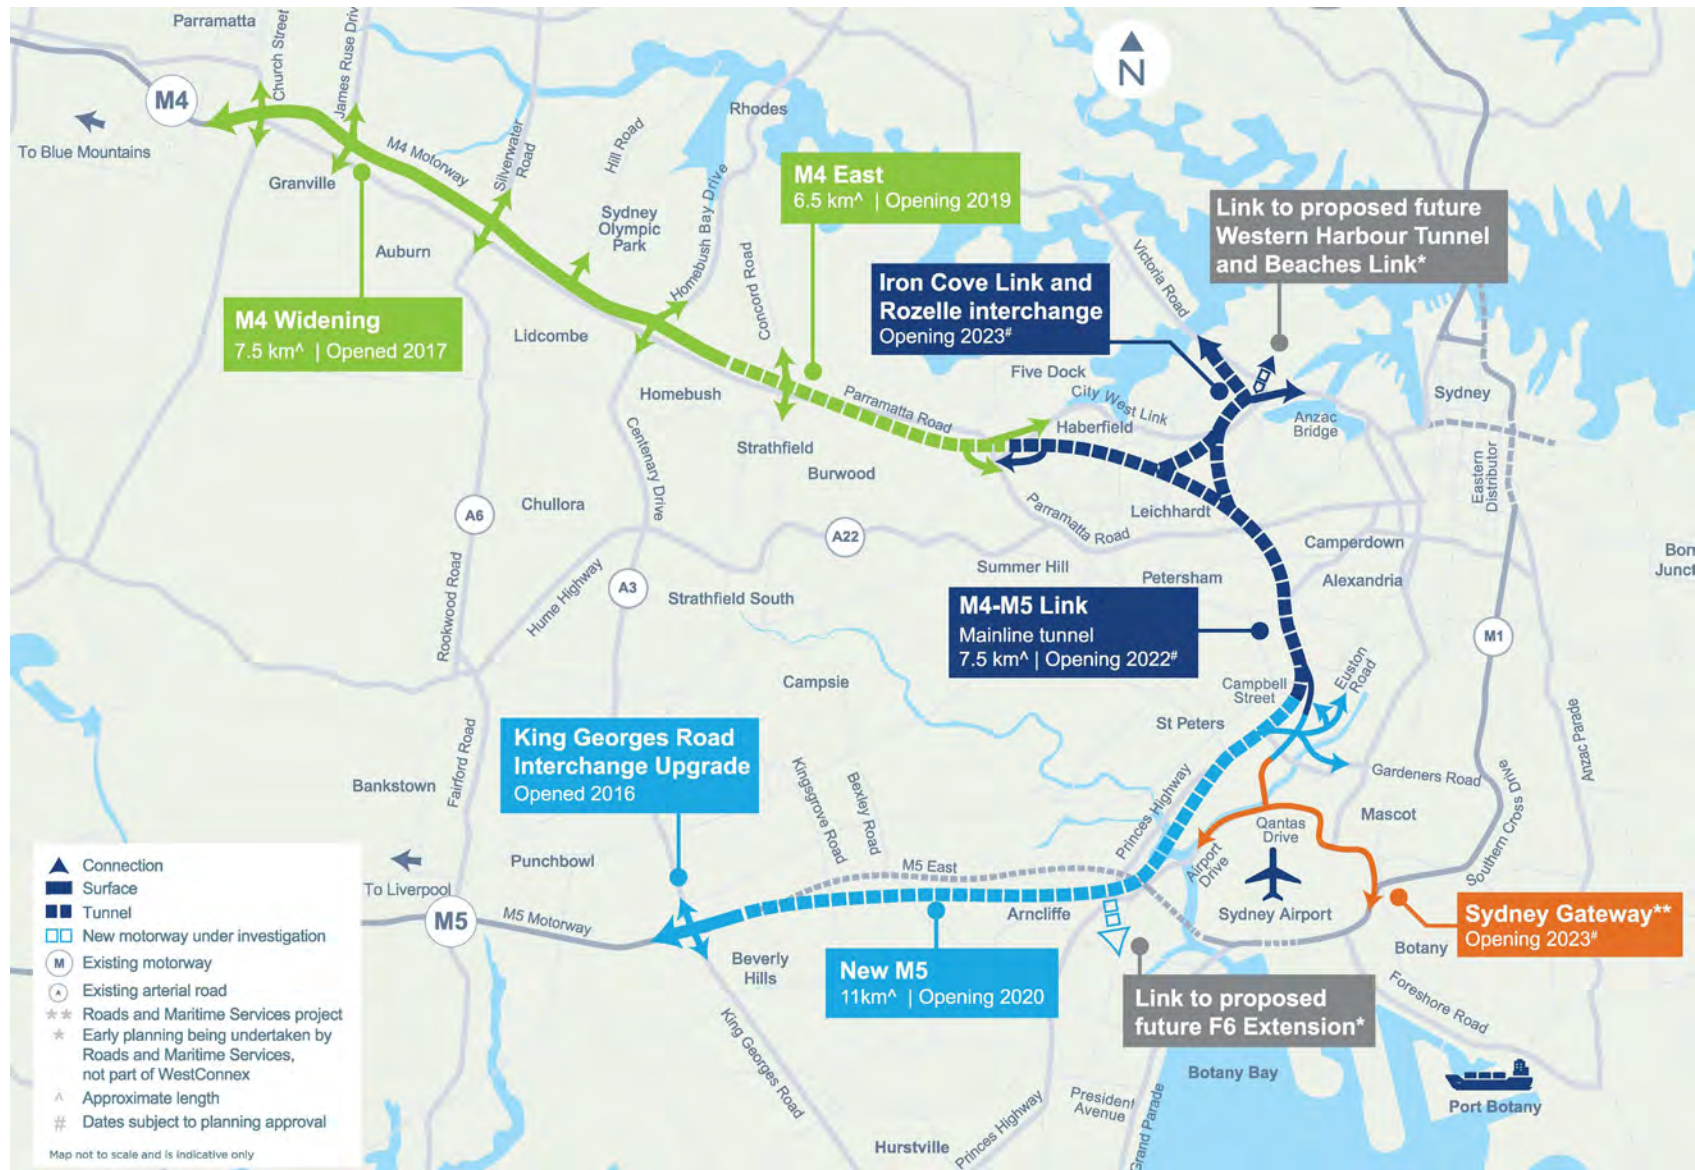 Parramatta
Church Street
James Ruse Driv
M4
To Blue Mountains
M4 Motorway
Granville
Silverwater
Road
Hill Road
Rhodes
Sydney
Olympic
Park
Homebush Bay Drive
Auburn
M4 East
6.5 km^ | Opening 2019
N
Link to proposed future
Western Harbour Tunnel
and Beaches Link*
Victoria Road
Iron Cove Link and
Rozelle interchange
Opening 2023#
M4 Widening
7.5 km^ | Opened 2017
Lidcombe
Concord Road
Homebush
Five Dock
City West Link
Parramatta Road
Haberfield
Anzac
Bridge
Sydney
Strathfield
Burwood
Centenary Drive
Eastern
Distributor
Chullora
A6
A22
Parramatta Road
Leichhardt
Camperdown
Bon
Junct
Summer Hill
Petersham
Alexandria
Rookwood Road
Hume Highway
A3
Strathfield South
M4-M5 Link
Mainline tunnel
7.5 km^ | Opening 2022#
M1
Campsie
Campbell
Street
Euston
Road
St Peters
Anzac Parade
King Georges Road
Interchange Upgrade
Opened 2016
Fairford Road
Bankstown
Kingsgrove Road
Bexley Road
Princes Highway
Gardeners Road
Mascot
Qantas
Drive
Southern Cross Drive
Punchbowl
M5 East
Airport
Drive
To Liverpool
M5
M5 Motorway
Arncliffe
Sydney Airport
Sydney Gateway**
Opening 2023#
Botany
Beverly
Hills
New M5
11km^ | Opening 2020
Link to proposed
future F6 Extension*
Foreshore Road
King Georges Road
Botany Bay
President
Avenue
Port Botany
Hurstville
Princes Highway
Grand Parade
Connection
Surface
Tunnel
New motorway under investigation
M Existing motorway
A Existing arterial road
** Roads and Maritime Services project
* Early planning being undertaken by
Roads and Maritime Services,
not part of WestConnex
^ Approximate length
# Dates subject to planning approval
Map not to scale and is indicative only